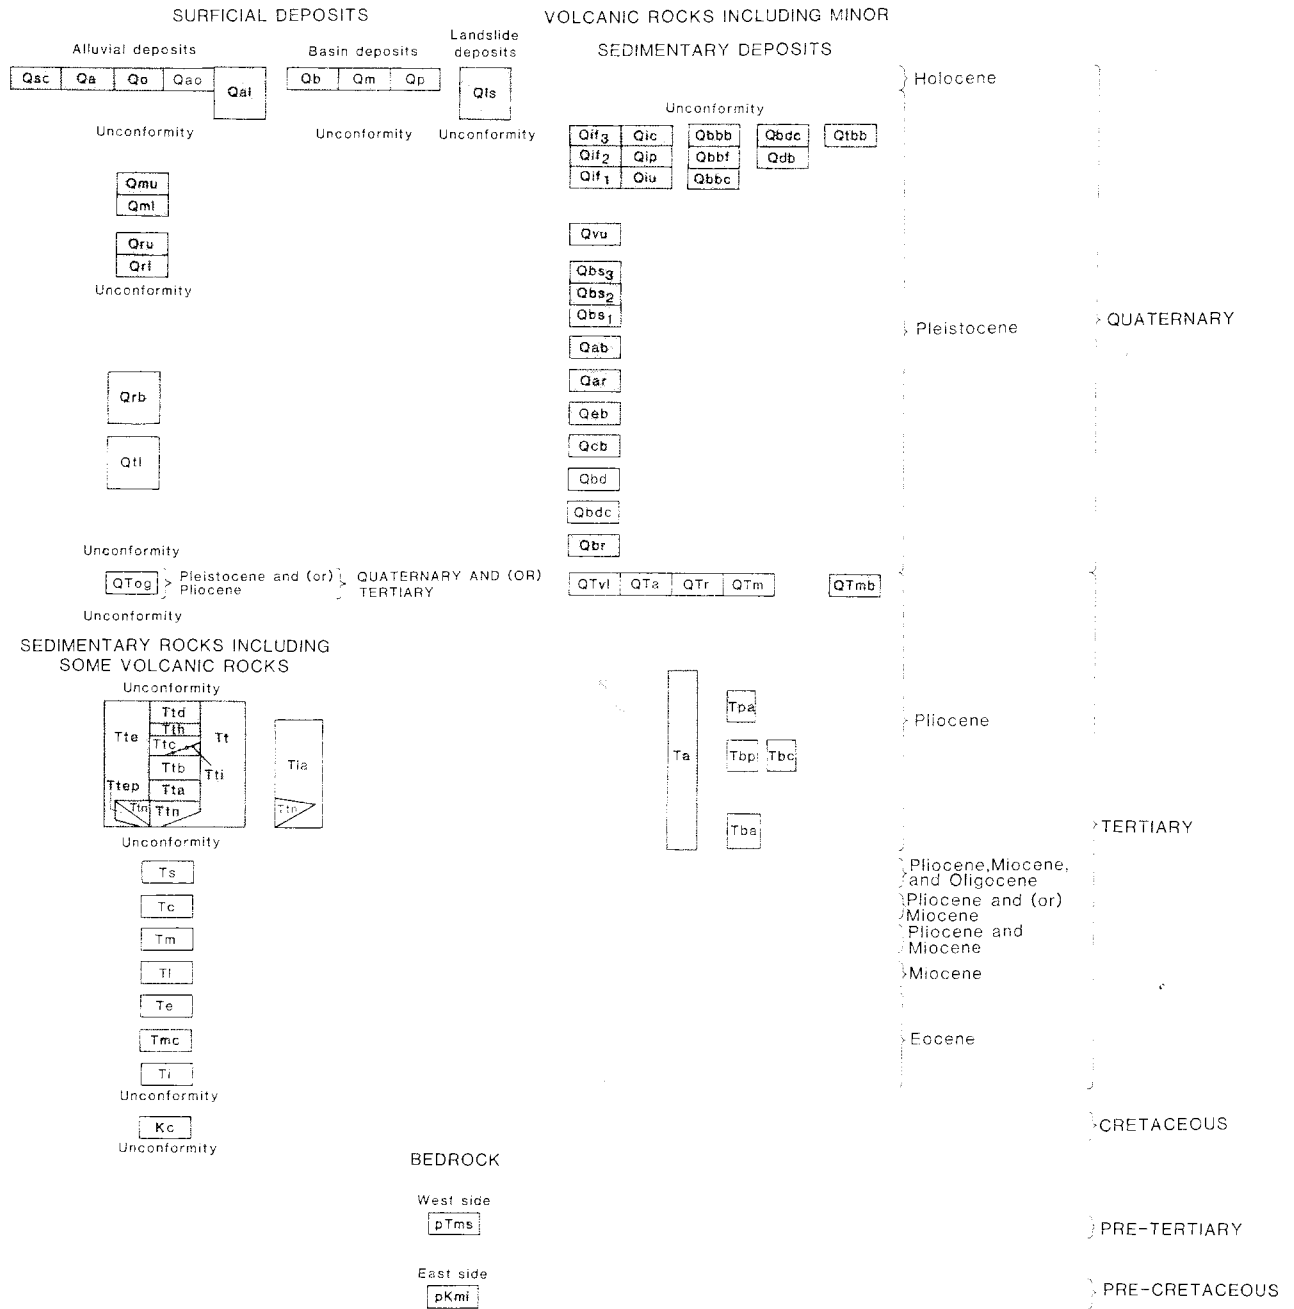 SURFICIAL DEPOSITS
VOLCANIC ROCKS INCLUDING MINOR
SEDIMENTARY DEPOSITS
Alluvial deposits
Basin deposits
Landslide
deposits
Qsc Qa Qo Qao Qal
Qb Qm Qp
Qls
Holocene
Unconformity
Unconformity
Unconformity
Unconformity
Qif3 Qic Qbbb Qbdc Qtbb
Qif2 Qip Qbbf Qdb
Qif1 Qiu Qbbc
Qmu
Qml
Qru
Qrl
Unconformity
Qvu
Qbs3
Qbs2
Qbs1
Pleistocene
QUATERNARY
Qab
Qar
Qrb
Qeb
Qcb
Qtl
Qbd
Qbdc
Qbr
Unconformity
QTog
Pleistocene and (or)
Pliocene
QUATERNARY AND (OR)
TERTIARY
QTvl QTa QTr QTm QTmb
Unconformity
SEDIMENTARY ROCKS INCLUDING
SOME VOLCANIC ROCKS
Unconformity
Ttd
Tth
Tte Ttc Tt
Ttb Tti
Ttep Tta
Ttn Ttn
Tia
Ttn
Ta
Tpa
Tbp Tbc
Tba
Pliocene
TERTIARY
Unconformity
Ts
Pliocene, Miocene,
and Oligocene
Tc
Pliocene and (or)
Miocene
Tm
Pliocene and
Miocene
Tl
Miocene
Te
Tmc
Eocene
Ti
Unconformity
Kc
CRETACEOUS
Unconformity
BEDROCK
West side
pTms
PRE-TERTIARY
East side
pKmi
PRE-CRETACEOUS